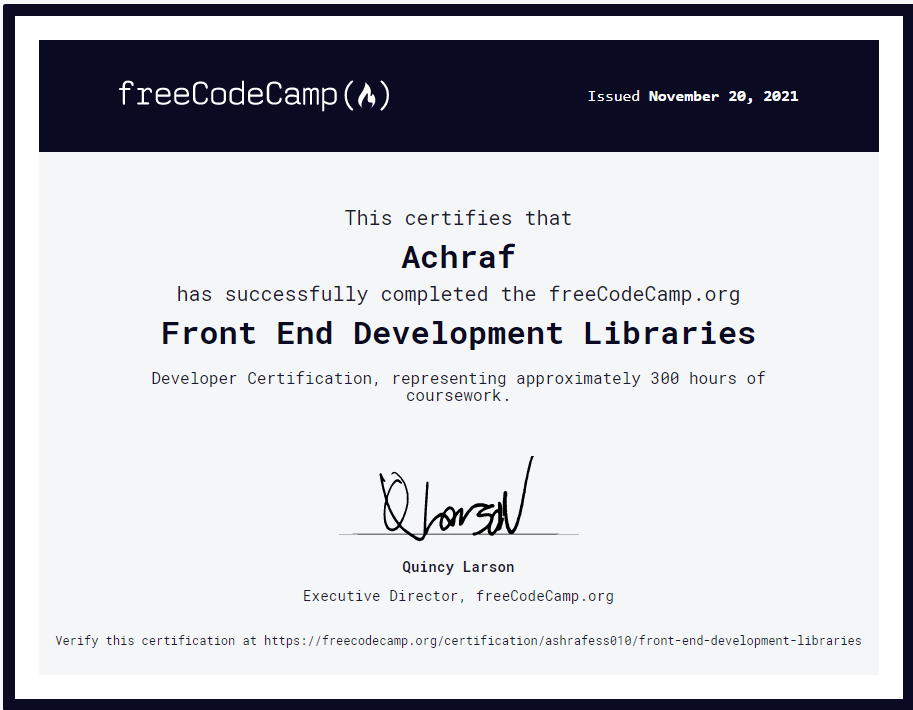 freeCodeCamp(🔥)
Issued November 20, 2021
This certifies that
Achraf
has successfully completed the freeCodeCamp.org
Front End Development Libraries
Developer Certification, representing approximately 300 hours of
coursework.
Q Larson
Quincy Larson
Executive Director, freeCodeCamp.org
Verify this certification at https://freecodecamp.org/certification/ashrafess010/front-end-development-libraries